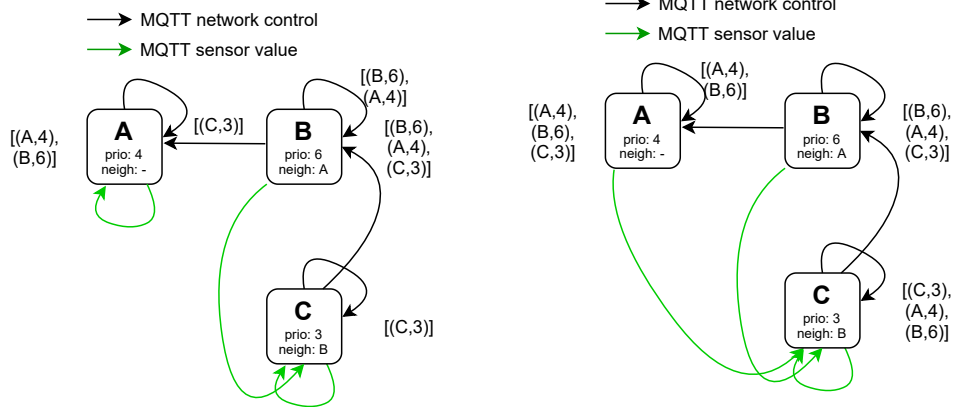 MQTT network control
MQTT sensor value
[(B,6),
(A,4)]
[(A,4),
(B,6)]
A
prio: 4
neigh: -
[(C,3)]
B
prio: 6
neigh: A
[(B,6),
(A,4),
(C,3)]
C
prio: 3
neigh: B
[(C,3)]
MQTT network control
MQTT sensor value
[(A,4),
(B,6)]
[(A,4),
(B,6),
(C,3)]
A
prio: 4
neigh: -
B
prio: 6
neigh: A
[(B,6),
(A,4),
(C,3)]
C
prio: 3
neigh: B
[(C,3),
(A,4),
(B,6)]